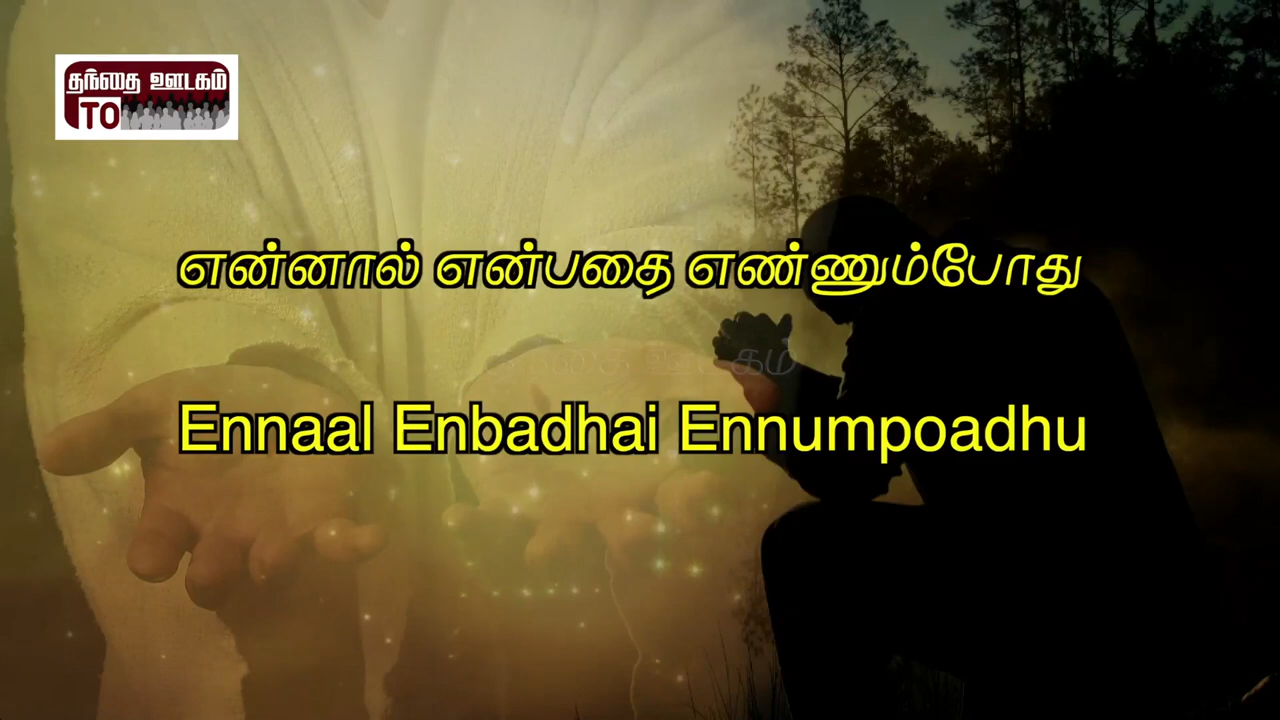 தந்தை ஊடகம்
TO
என்னால் என்பதை எண்ணும்போது
Ennaal Enbadhai Ennumpoadhu